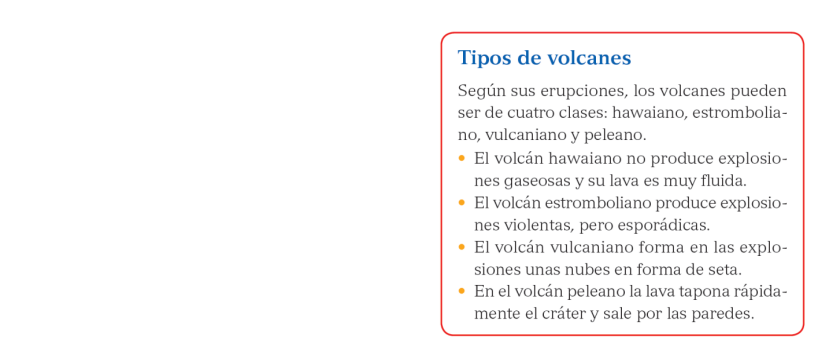 Tipos de volcanes
Según sus erupciones, los volcanes pueden
ser de cuatro clases: hawaiano, estrombolia-
no, vulcaniano y peleano.
• El volcán hawaiano no produce explosio-
nes gaseosas y su lava es muy fluida.
• El volcán estromboliano produce explosio-
nes violentas, pero esporádicas.
• El volcán vulcaniano forma en las explo-
siones unas nubes en forma de seta.
• En el volcán peleano la lava tapona rápida-
mente el cráter y sale por las paredes.